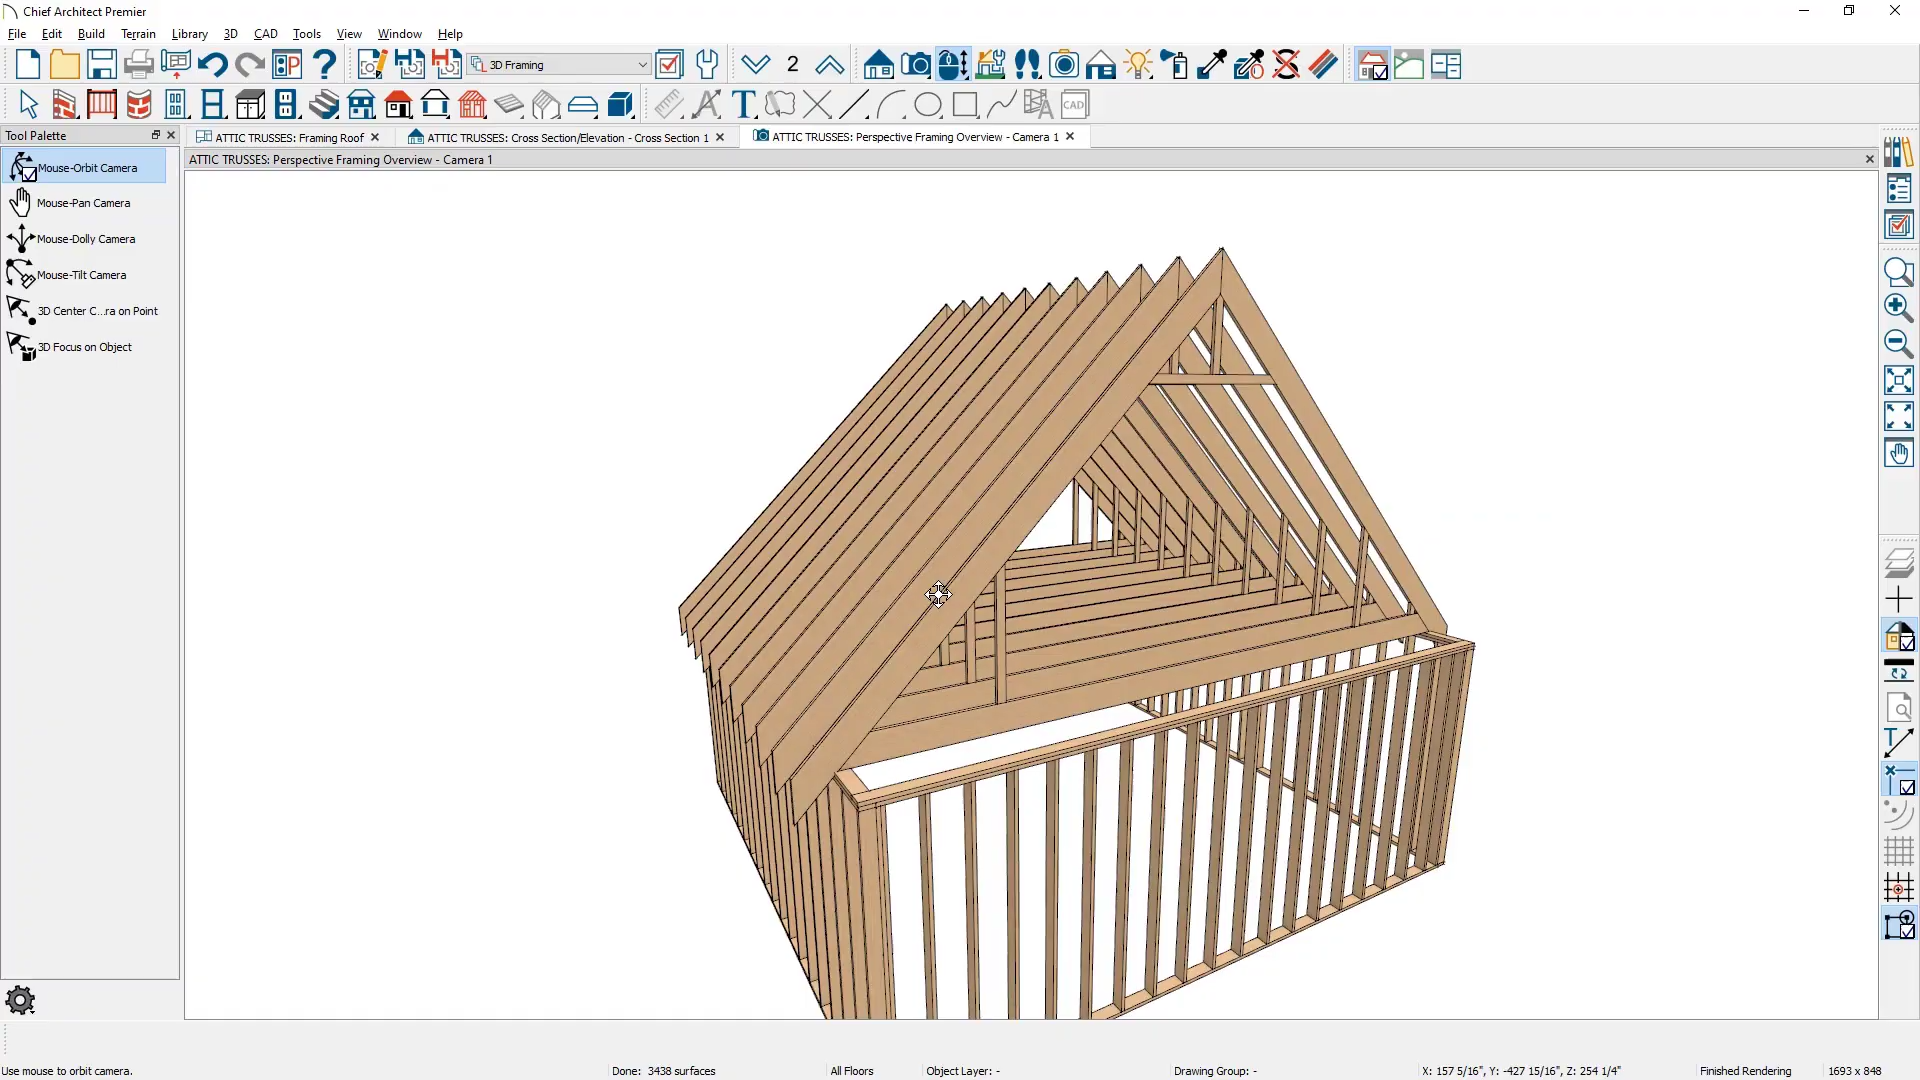 Chief Architect Premier
File Edit Build Terrain Library 3D CAD Tools View Window Help
3D Framing
2
T
CAD
Tool Palette
ATTIC TRUSSES: Framing Roof
ATTIC TRUSSES: Cross Section/Elevation - Cross Section 1
ATTIC TRUSSES: Perspective Framing Overview - Camera 1
ATTIC TRUSSES: Perspective Framing Overview - Camera 1
Mouse-Orbit Camera
Mouse-Pan Camera
Mouse-Dolly Camera
Mouse-Tilt Camera
3D Center C...ra on Point
3D Focus on Object
Use mouse to orbit camera.
Done: 3438 surfaces
All Floors
Object Layer: -
Drawing Group: -
X: 157 5/16", Y: -427 15/16", Z: 254 1/4"
Finished Rendering
1693 x 848